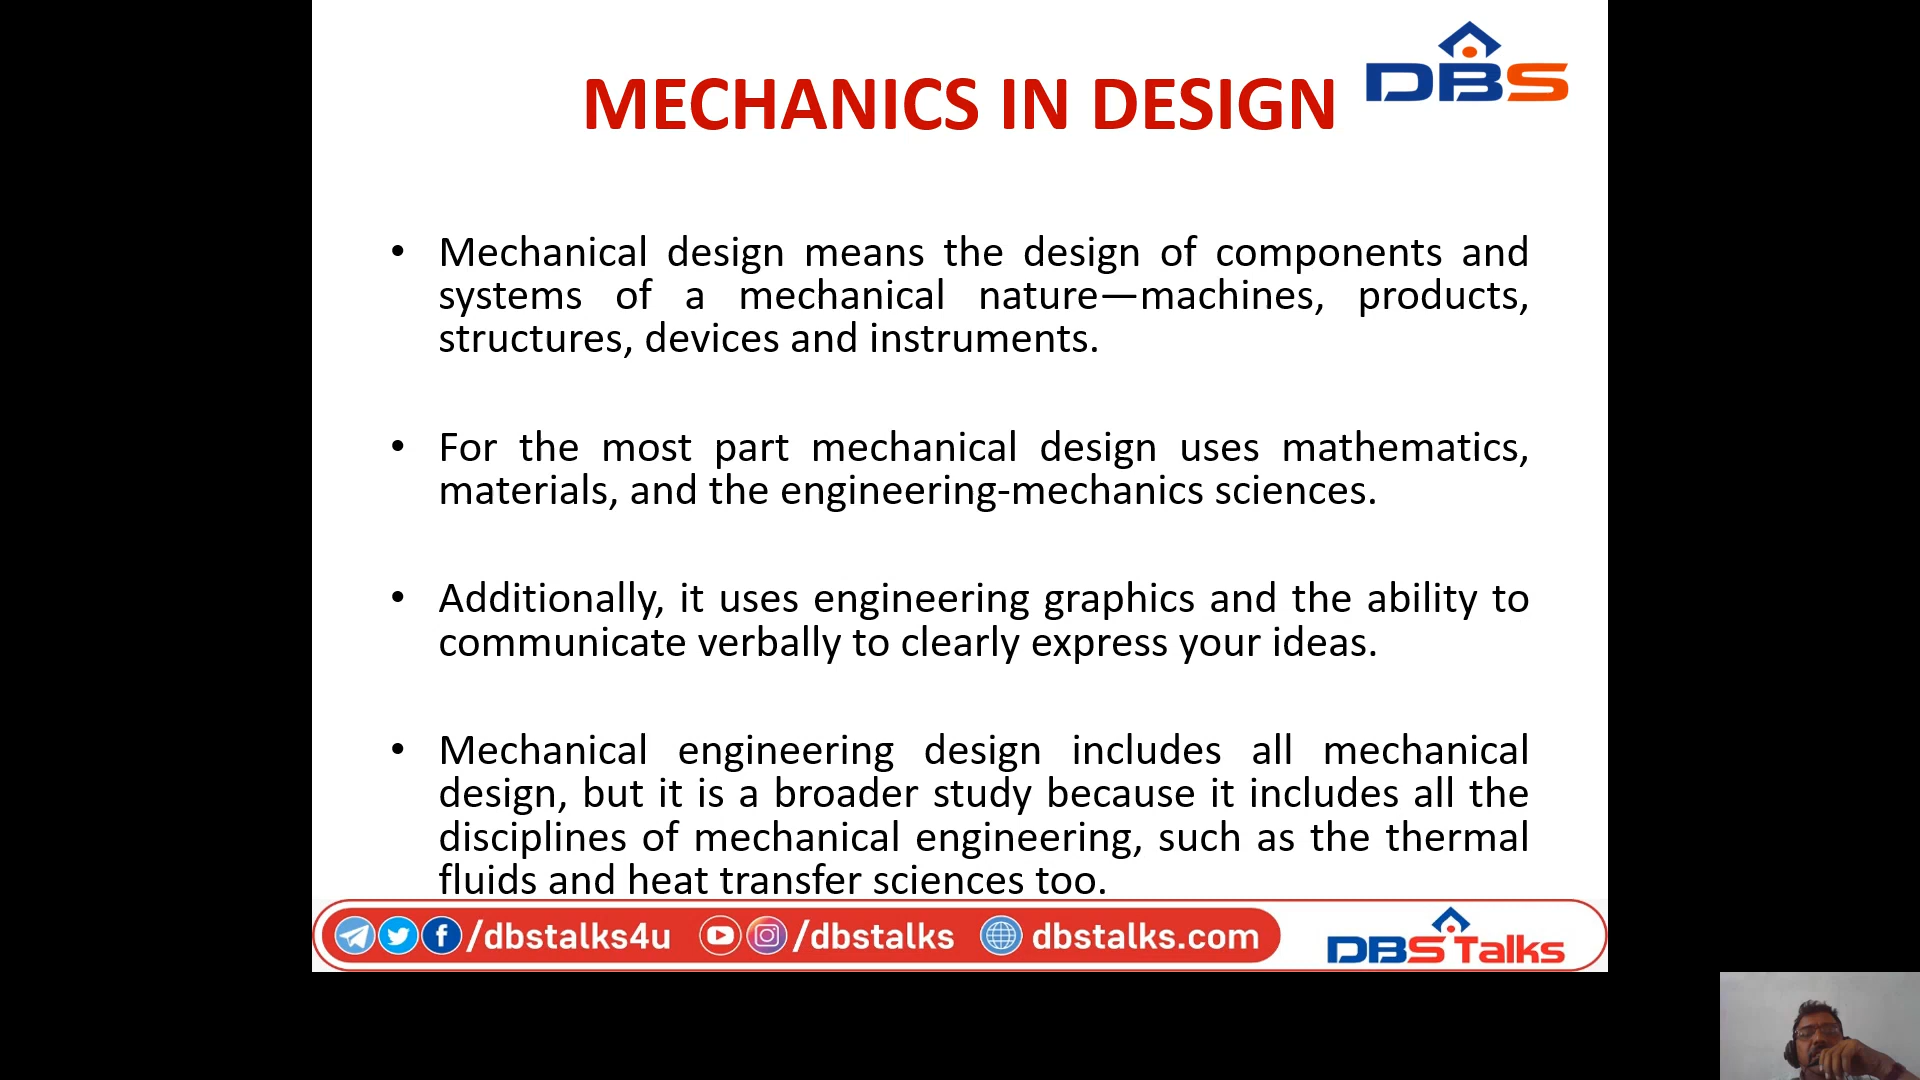 MECHANICS IN DESIGN
DBS
• Mechanical design means the design of components and
systems of a mechanical nature—machines, products,
structures, devices and instruments.
• For the most part mechanical design uses mathematics,
materials, and the engineering-mechanics sciences.
• Additionally, it uses engineering graphics and the ability to
communicate verbally to clearly express your ideas.
• Mechanical engineering design includes all mechanical
design, but it is a broader study because it includes all the
disciplines of mechanical engineering, such as the thermal
fluids and heat transfer sciences too.
/dbstalks4u /dbstalks dbstalks.com DBS Talks